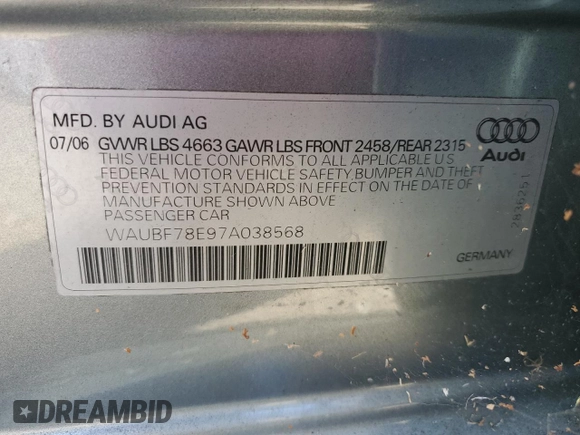 MFD. BY AUDI AG
07/06 GVWR LBS 4663 GAWR LBS FRONT 2458/REAR 2315
THIS VEHICLE CONFORMS TO ALL APPLICABLE U S
FEDERAL MOTOR VEHICLE SAFETY, BUMPER AND THEFT
PREVENTION STANDARDS IN EFFECT ON THE DATE OF
MANUFACTURE SHOWN ABOVE
PASSENGER CAR
WAUBF78E97A038568
Audi
2836251
GERMANY
DREAMBID